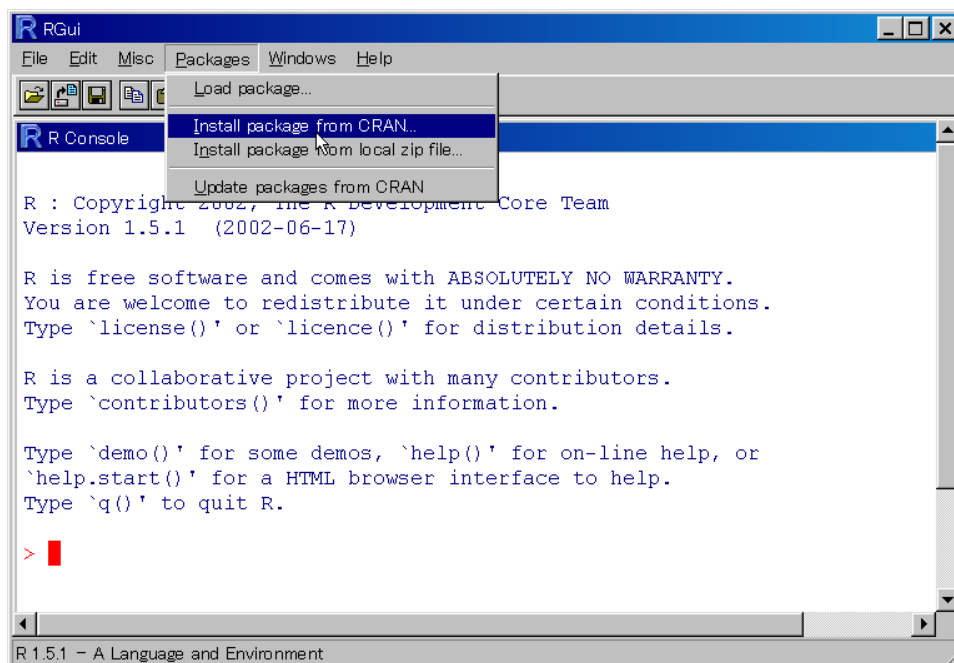 RGui
File Edit Misc Packages Windows Help
Load package...
Install package from CRAN...
Install package from local zip file...
Update packages from CRAN
R Console
R : Copyright 2002, The R Development Core Team
Version 1.5.1 (2002-06-17)
R is free software and comes with ABSOLUTELY NO WARRANTY.
You are welcome to redistribute it under certain conditions.
Type `license()' or `licence()' for distribution details.
R is a collaborative project with many contributors.
Type `contributors()' for more information.
Type `demo()' for some demos, `help()' for on-line help, or
`help.start()' for a HTML browser interface to help.
Type `q()' to quit R.
>
R 1.5.1 - A Language and Environment